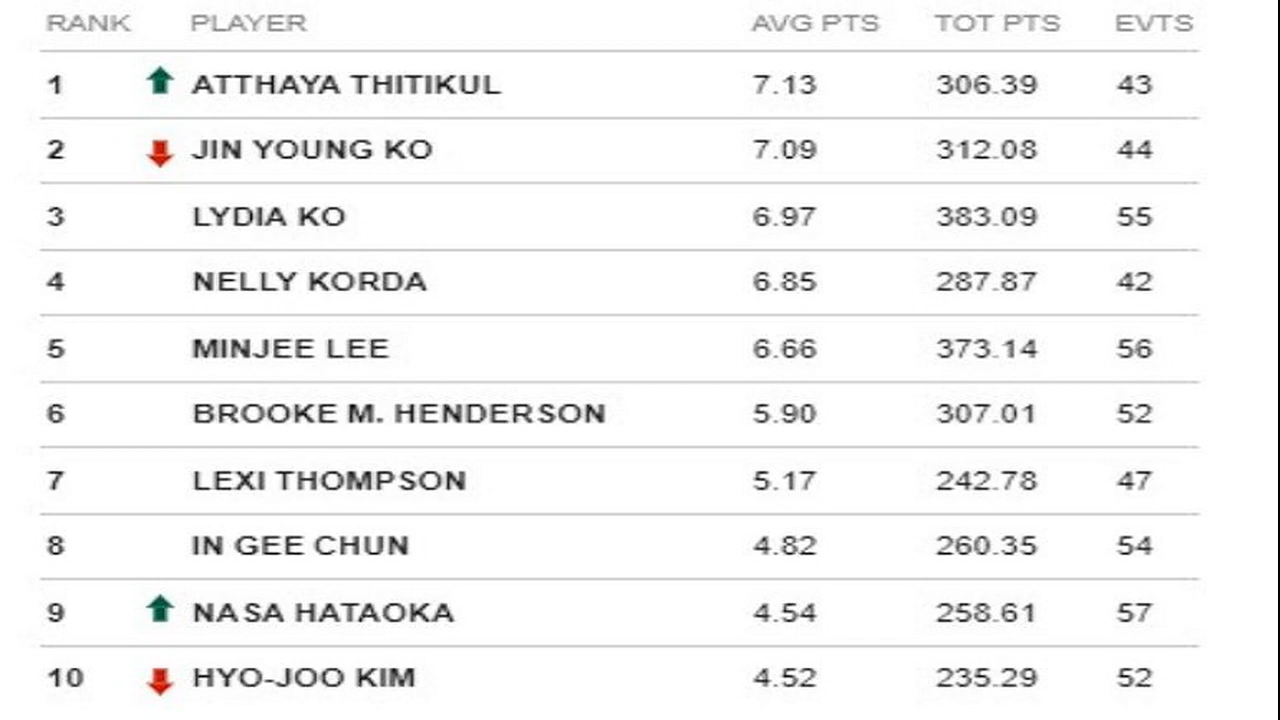 RANK PLAYER AVG PTS TOT PTS EVTS
1 ATTHAYA THITIKUL 7.13 306.39 43
2 JIN YOUNG KO 7.09 312.08 44
3 LYDIA KO 6.97 383.09 55
4 NELLY KORDA 6.85 287.87 42
5 MINJEE LEE 6.66 373.14 56
6 BROOKE M. HENDERSON 5.90 307.01 52
7 LEXI THOMPSON 5.17 242.78 47
8 IN GEE CHUN 4.82 260.35 54
9 NASA HATAOKA 4.54 258.61 57
10 HYO-JOO KIM 4.52 235.29 52